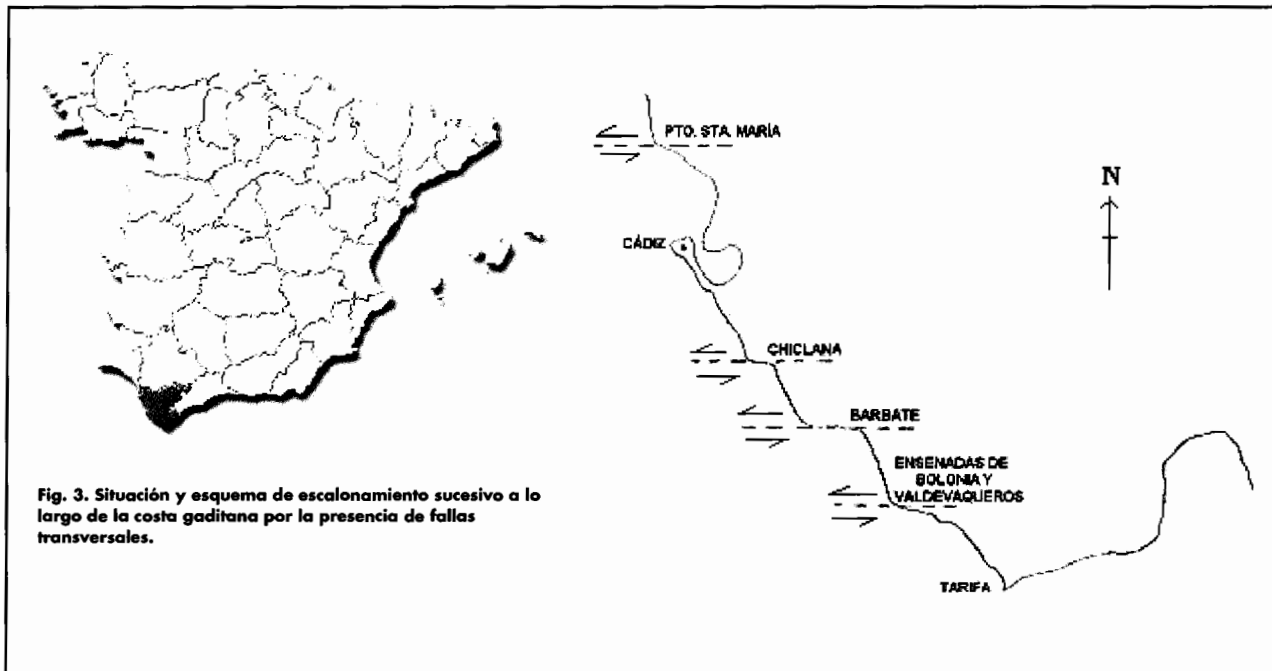 PTO. STA. MARÍA
N
CÁDIZ
CHICLANA
BARBATE
ENSENADAS DE
BOLONIA Y
VALDEVAQUEROS
TARIFA
Fig. 3. Situación y esquema de escalonamiento sucesivo a lo
largo de la costa gaditana por la presencia de fallas
transversales.